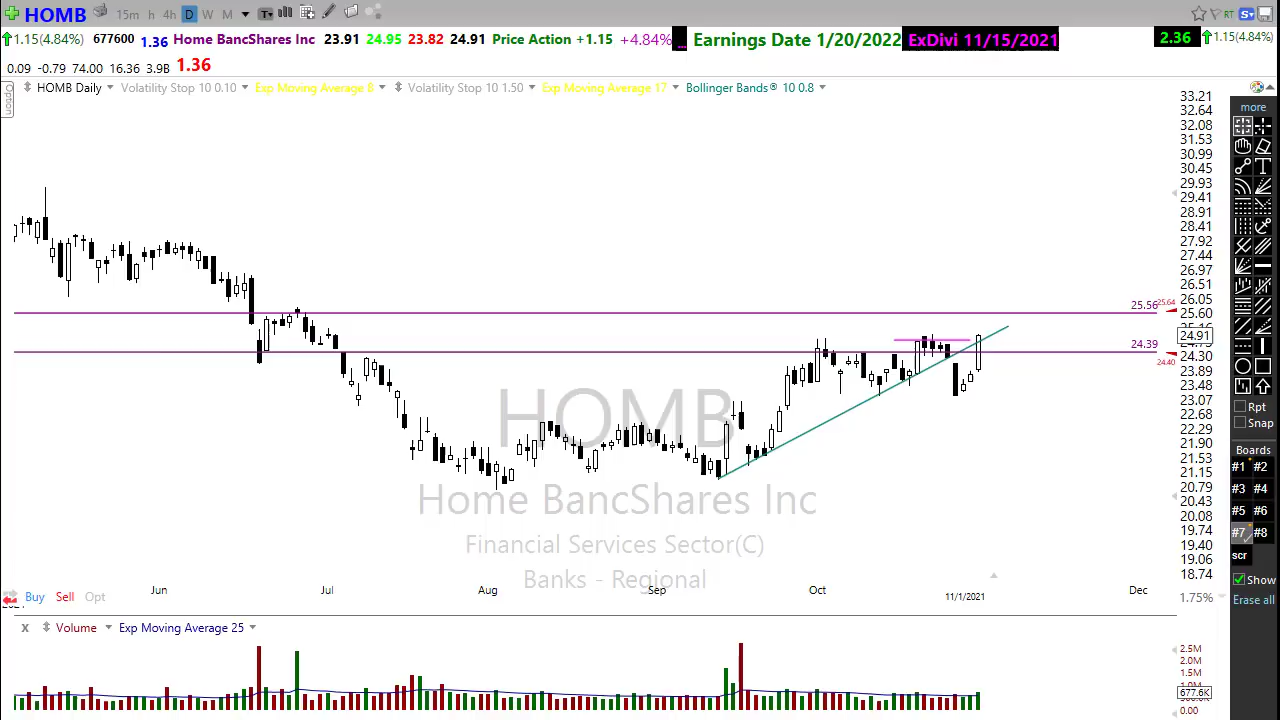 HOMB 15m h 4h D W M T RT S
1.15(4.84%) 677600 1.36 Home BancShares Inc 23.91 24.95 23.82 24.91 Price Action +1.15 +4.84% ... Earnings Date 1/20/2022 ExDivi 11/15/2021 2.36 1.15(4.84%)
0.09 -0.79 74.00 16.36 3.9B 1.36
Option HOMB Daily Volatility Stop 10 0.10 Exp Moving Average 8 Volatility Stop 10 1.50 Exp Moving Average 17 Bollinger Bands® 10 0.8
more
33.21
32.64
32.08
31.53
30.99
30.45
29.93
29.41
28.91
28.41
27.92
27.44
26.97
26.51
26.05
25.56 25.64
25.60
24.91
24.39
24.40
24.30
23.89
23.48
23.07
22.68
22.29
21.90
21.53
21.15
20.79
20.43
20.08
19.74
19.40
19.06
18.74
HOMB
Home BancShares Inc
Financial Services Sector(C)
Banks - Regional
Rpt
Snap
Boards
#1 #2
#3 #4
#5 #6
#7 #8
scr
Show
Erase all
Jun Jul Aug Sep Oct 11/1/2021 Dec
Buy Sell Opt 1.75%
x Volume Exp Moving Average 25
2.5M
2.0M
1.5M
677.6K
0.00